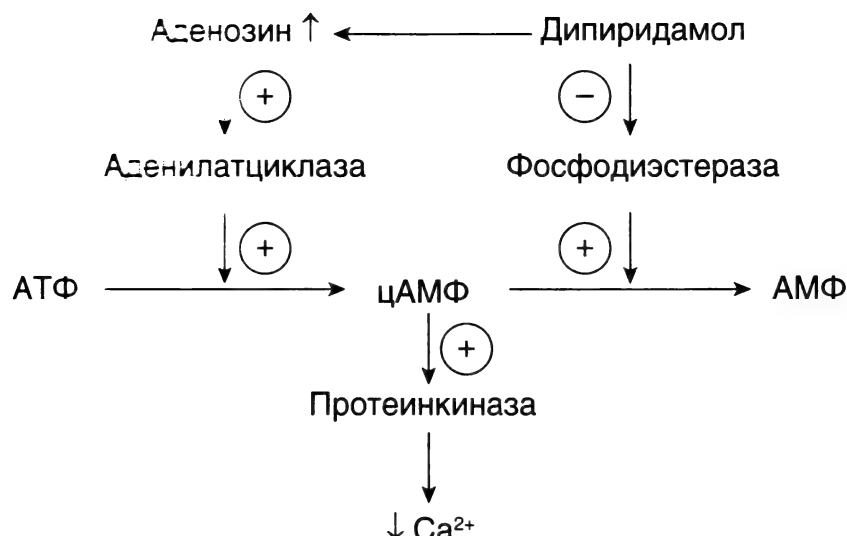 Аденозин ↑ Дипиридамол
+ −
Аденилатциклаза Фосфодиэстераза
+ +
АТФ цАМФ АМФ
+
Протеинкиназа
↓ Ca²⁺